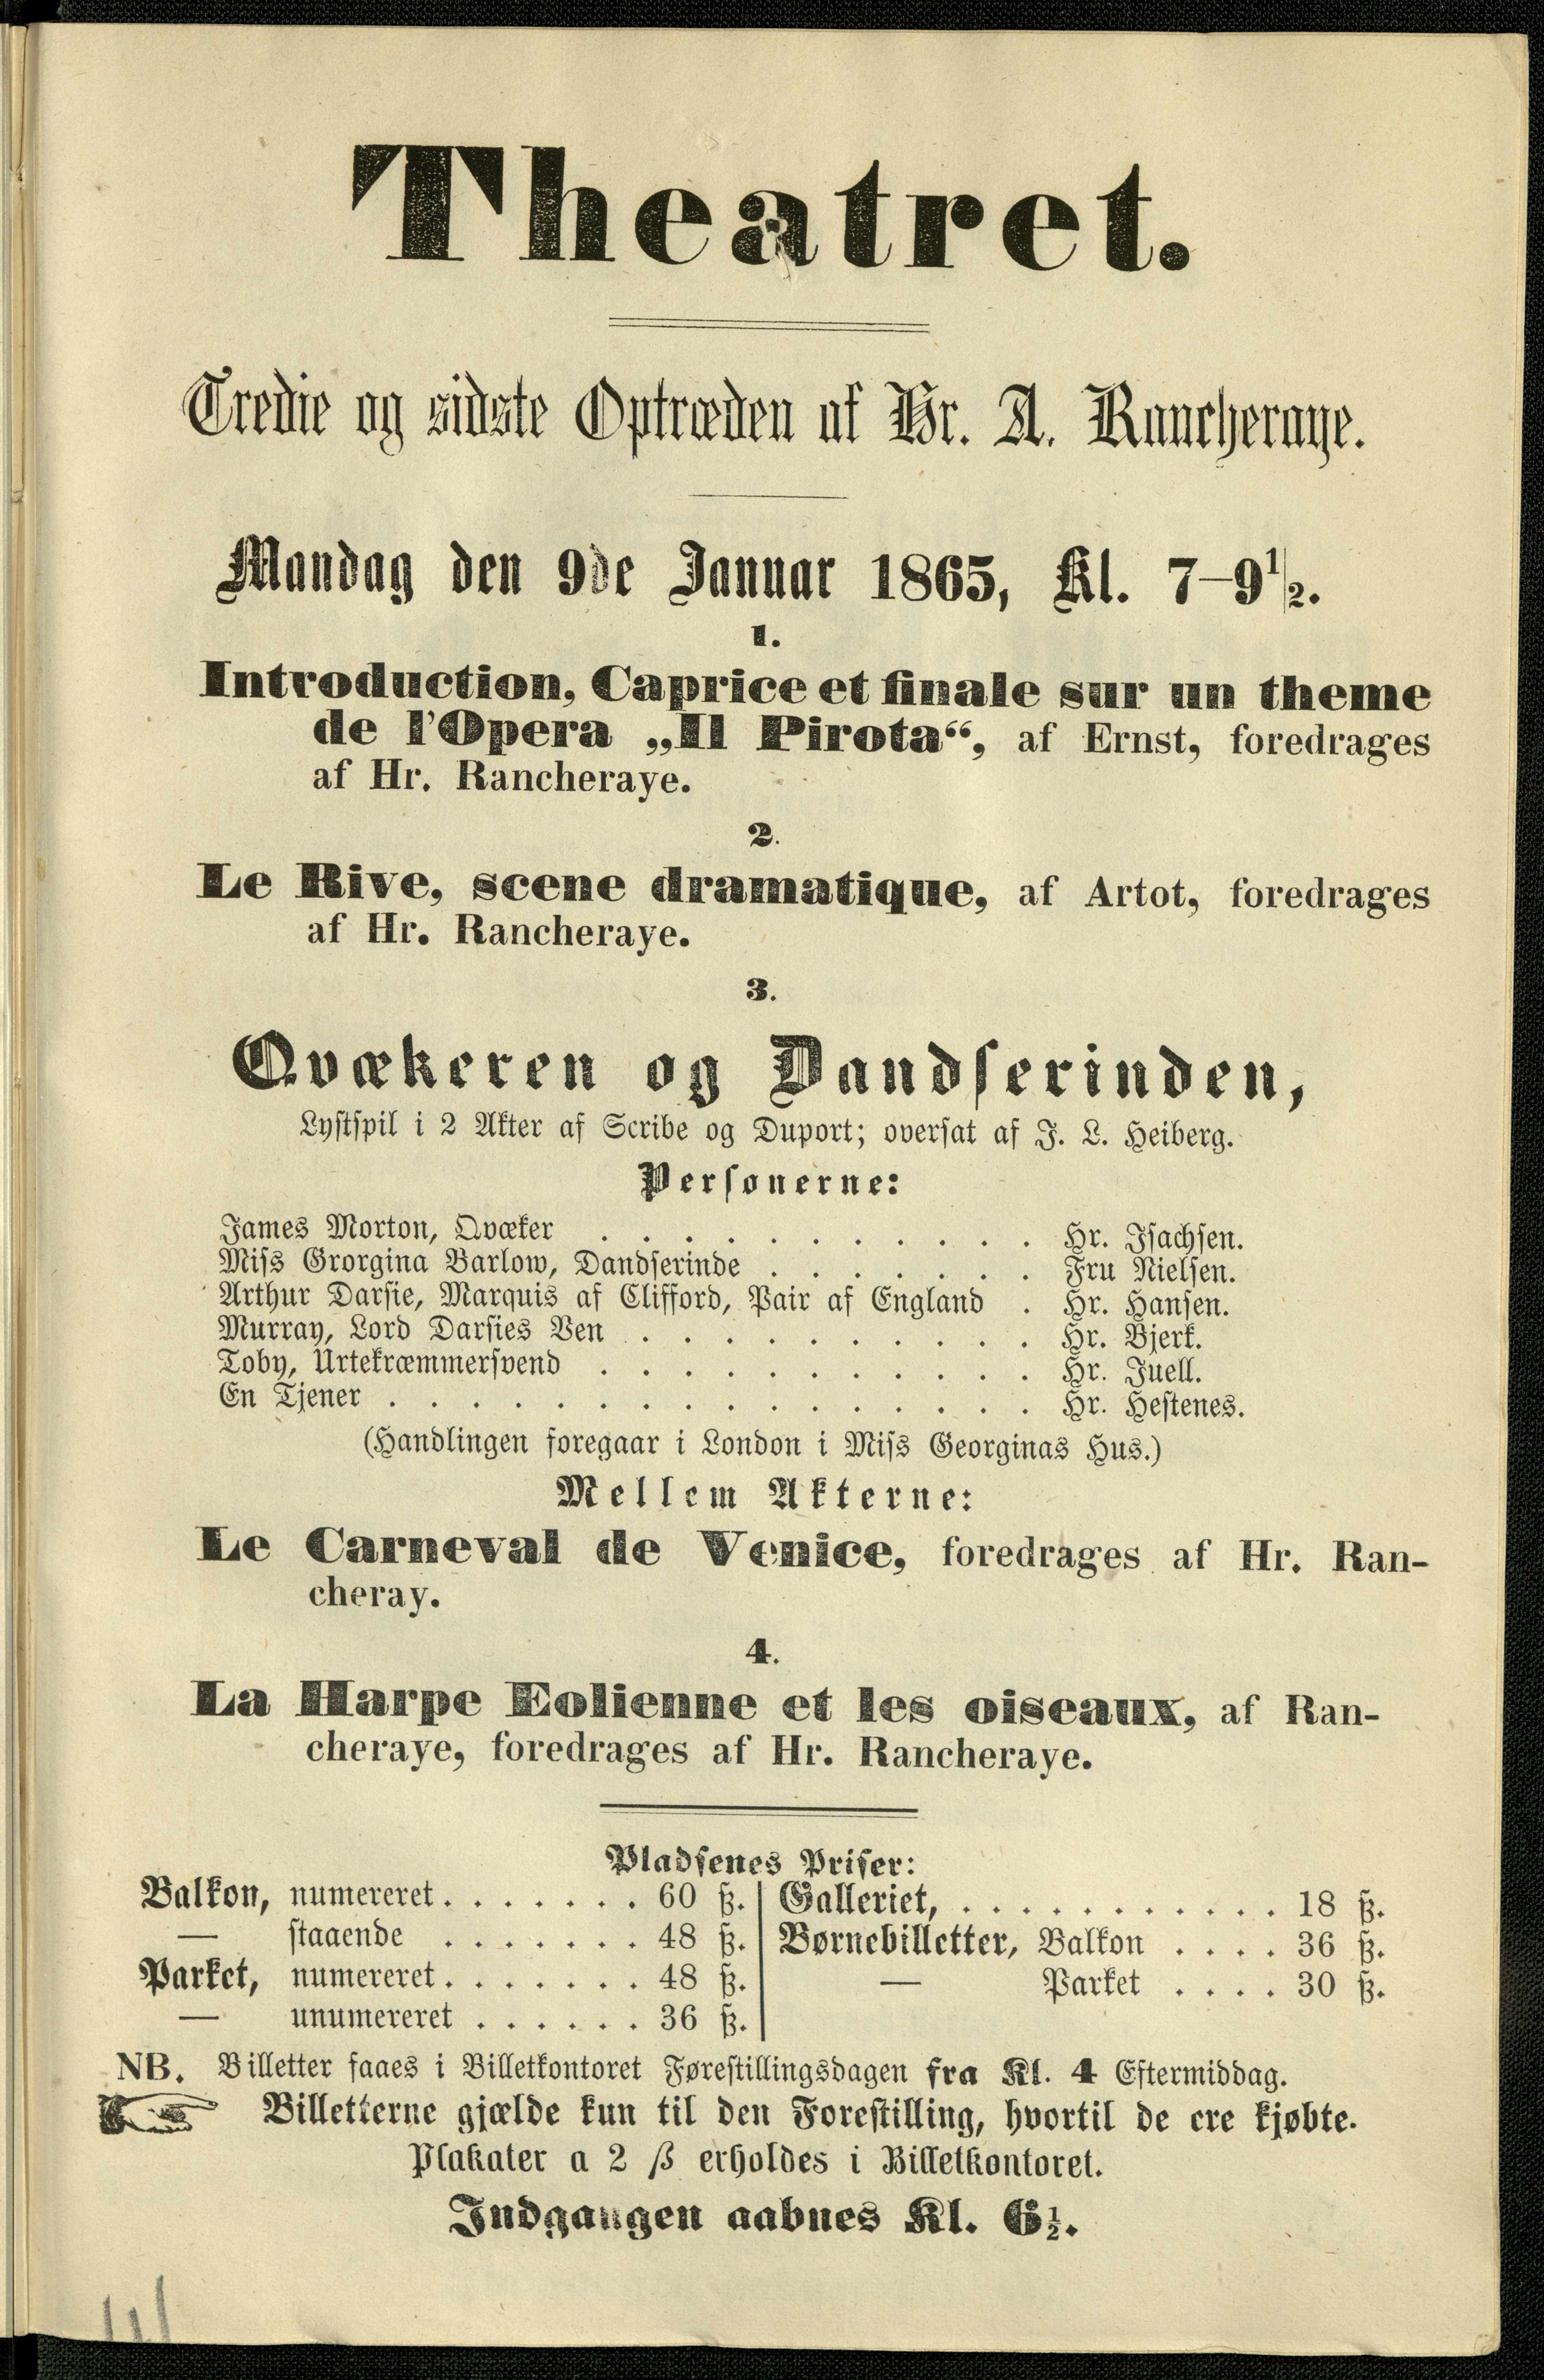 Theatret.
Tredie og sidste Optræden af Hr. A. Rancheraye.
Mandag den 9de Januar 1865, Kl. 7–9 1/2.
1.
Introduction, Caprice et finale sur un theme
de l'Opera „Il Pirota“, af Ernst, foredrages
af Hr. Rancheraye.
2.
Le Rive, scene dramatique, af Artot, foredrages
af Hr. Rancheraye.
3.
Qvækeren og Dandserinden,
Lystspil i 2 Akter af Scribe og Duport; oversat af J. L. Heiberg.
Personerne:
James Morton, Qvæker . . . . . . . . . . . Hr. Isachsen.
Miss Grorgina Barlow, Dandserinde . . . . . . . Fru Nielsen.
Arthur Darsie, Marquis af Clifford, Pair af England . Hr. Hansen.
Murray, Lord Darsies Ven . . . . . . . . . . Hr. Bjerk.
Toby, Urtekræmmersvend . . . . . . . . . . . Hr. Juell.
En Tjener . . . . . . . . . . . . . . . . Hr. Hestenes.
(Handlingen foregaar i London i Miss Georginas Hus.)
Mellem Akterne:
Le Carneval de Venice, foredrages af Hr. Ran-
cheray.
4.
La Harpe Eolienne et les oiseaux, af Ran-
cheraye, foredrages af Hr. Rancheraye.
Pladsenes Priser:
Balkon, numereret . . . . . . . 60 ß. Galleriet, . . . . . . . . . . . . 18 ß.
— staaende . . . . . . . 48 ß. Børnebilletter, Balkon . . . . 36 ß.
Parket, numereret . . . . . . . 48 ß. — Parket . . . . 30 ß.
— unumereret . . . . . . 36 ß.
NB. Billetter faaes i Billetkontoret Førestillingsdagen fra Kl. 4 Eftermiddag.
Billetterne gjælde kun til den Forestilling, hvortil de ere kjøbte.
Plakater a 2 ß erholdes i Billetkontoret.
Indgangen aabnes Kl. 6 1/2.